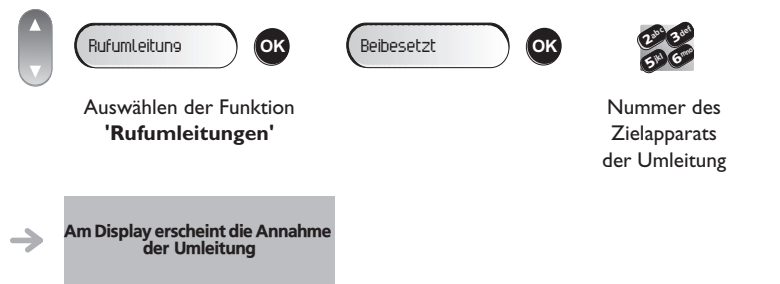 Rufumleitung OK Beibesetzt OK
2abc 3def
5jkl 6mno
Auswählen der Funktion
'Rufumleitungen'
Nummer des
Zielapparats
der Umleitung
Am Display erscheint die Annahme
der Umleitung